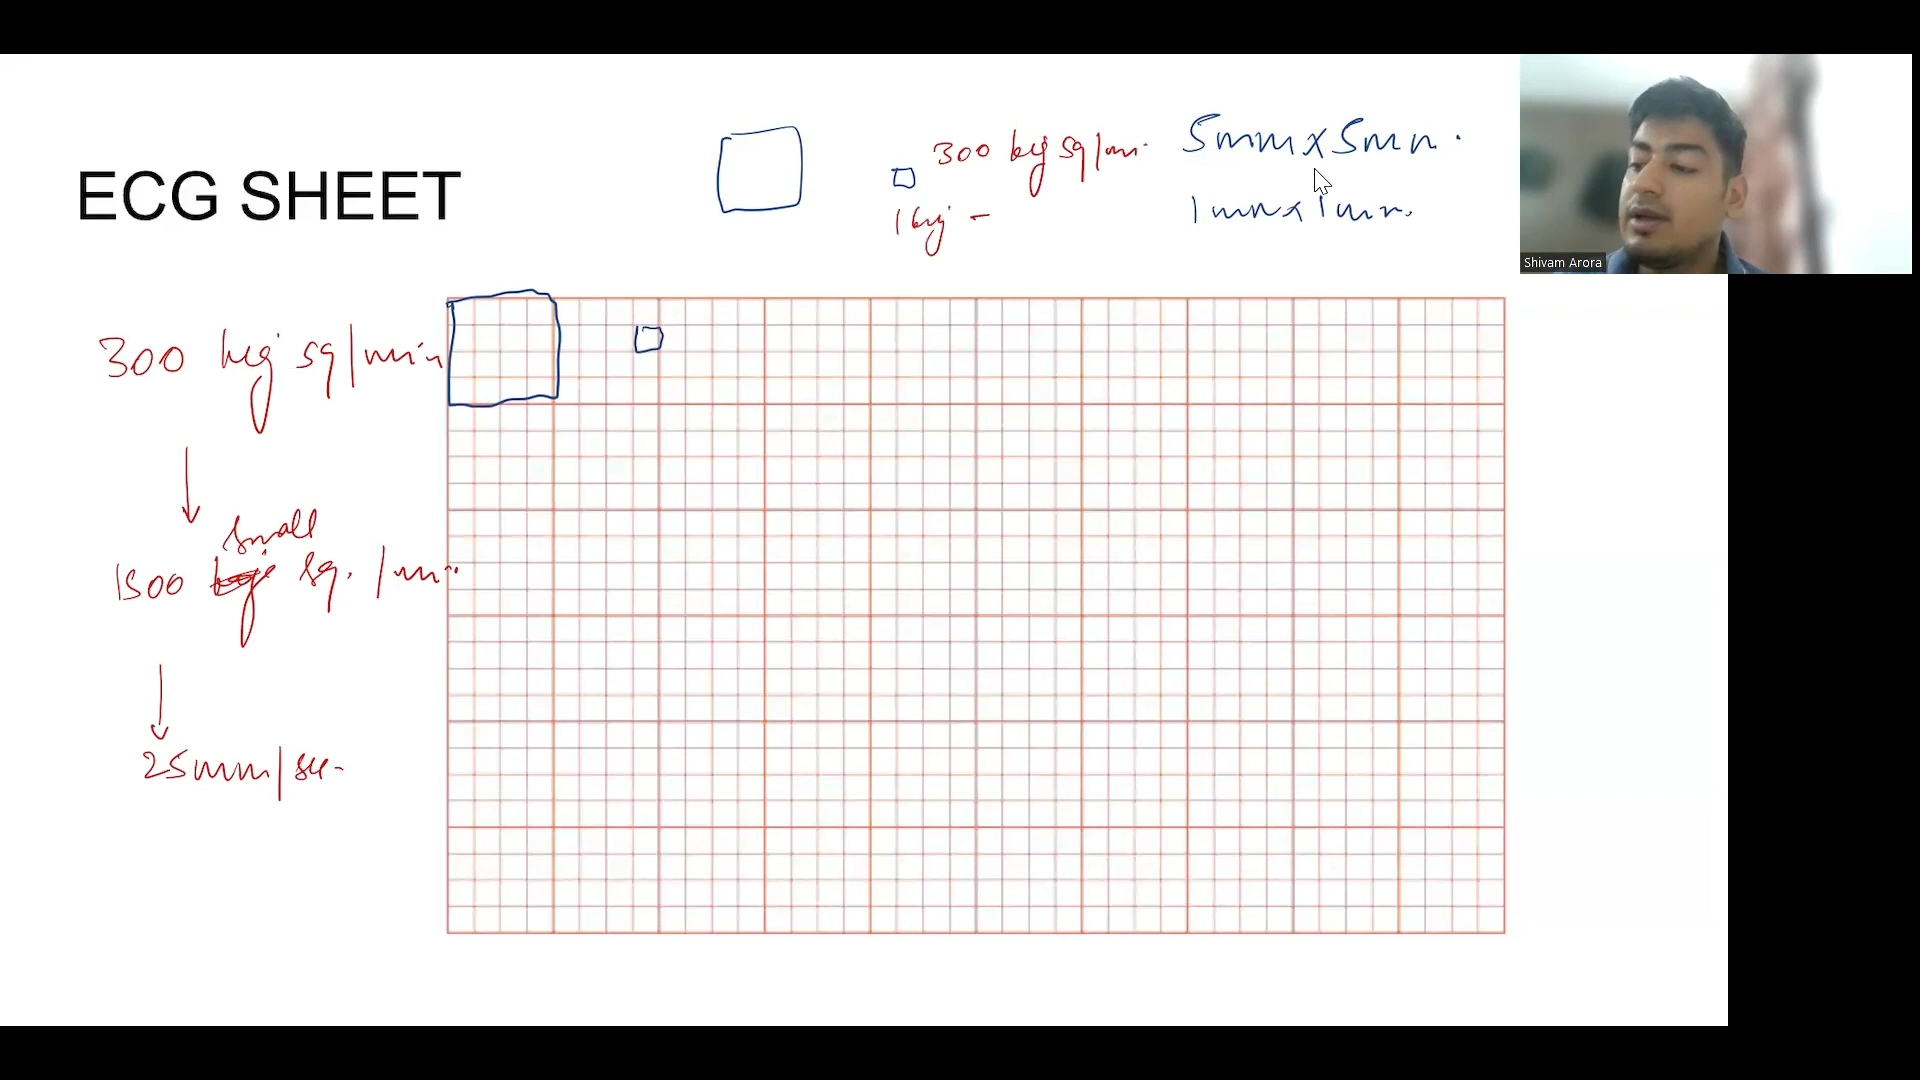 ECG SHEET
300 big sq/min.
5mm x 5mm.
1 big -
1mm x 1mm.
Shivam Arora
300 big sq/min
small
1500 sq. /min.
25mm/sec.